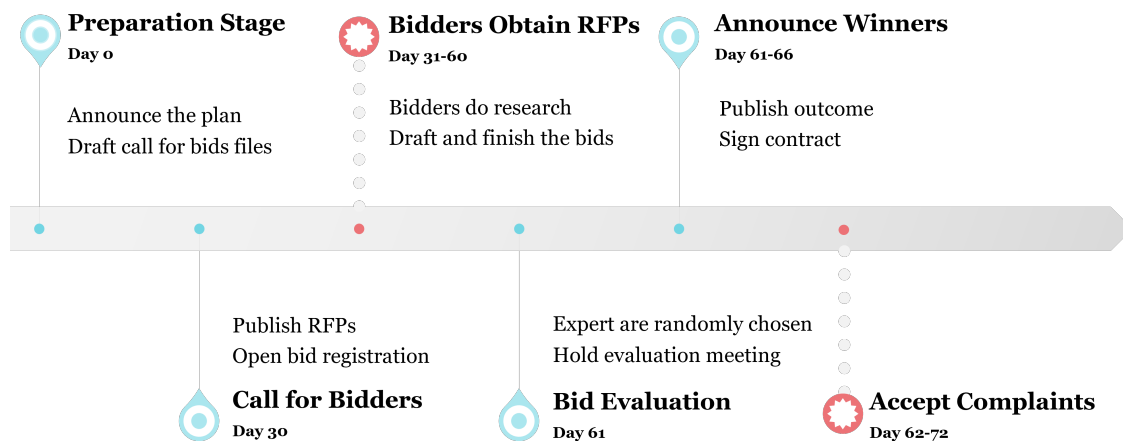 Preparation Stage
Day 0
Announce the plan
Draft call for bids files
Bidders Obtain RFPs
Day 31-60
Bidders do research
Draft and finish the bids
Announce Winners
Day 61-66
Publish outcome
Sign contract
Publish RFPs
Open bid registration
Call for Bidders
Day 30
Expert are randomly chosen
Hold evaluation meeting
Bid Evaluation
Day 61
Accept Complaints
Day 62-72